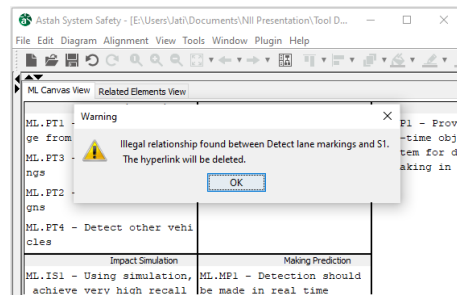 Astah System Safety - [E:\Users\Jati\Documents\NII Presentation\Tool D...
File Edit Diagram Alignment View Tools Window Plugin Help
ML Canvas View Related Elements View
Warning
Illegal relationship found between Detect lane markings and S1.
The hyperlink will be deleted.
OK
ML.PT1 -
ge from
ML.PT3 -
ngs
ML.PT2 -
gns
ML.PT4 - Detect other vehi
cles
P1 - Prov
-time obj
tem for d
aking in
Impact Simulation
ML.IS1 - Using simulation,
achieve very high recall
Making Prediction
ML.MP1 - Detection should
be made in real time